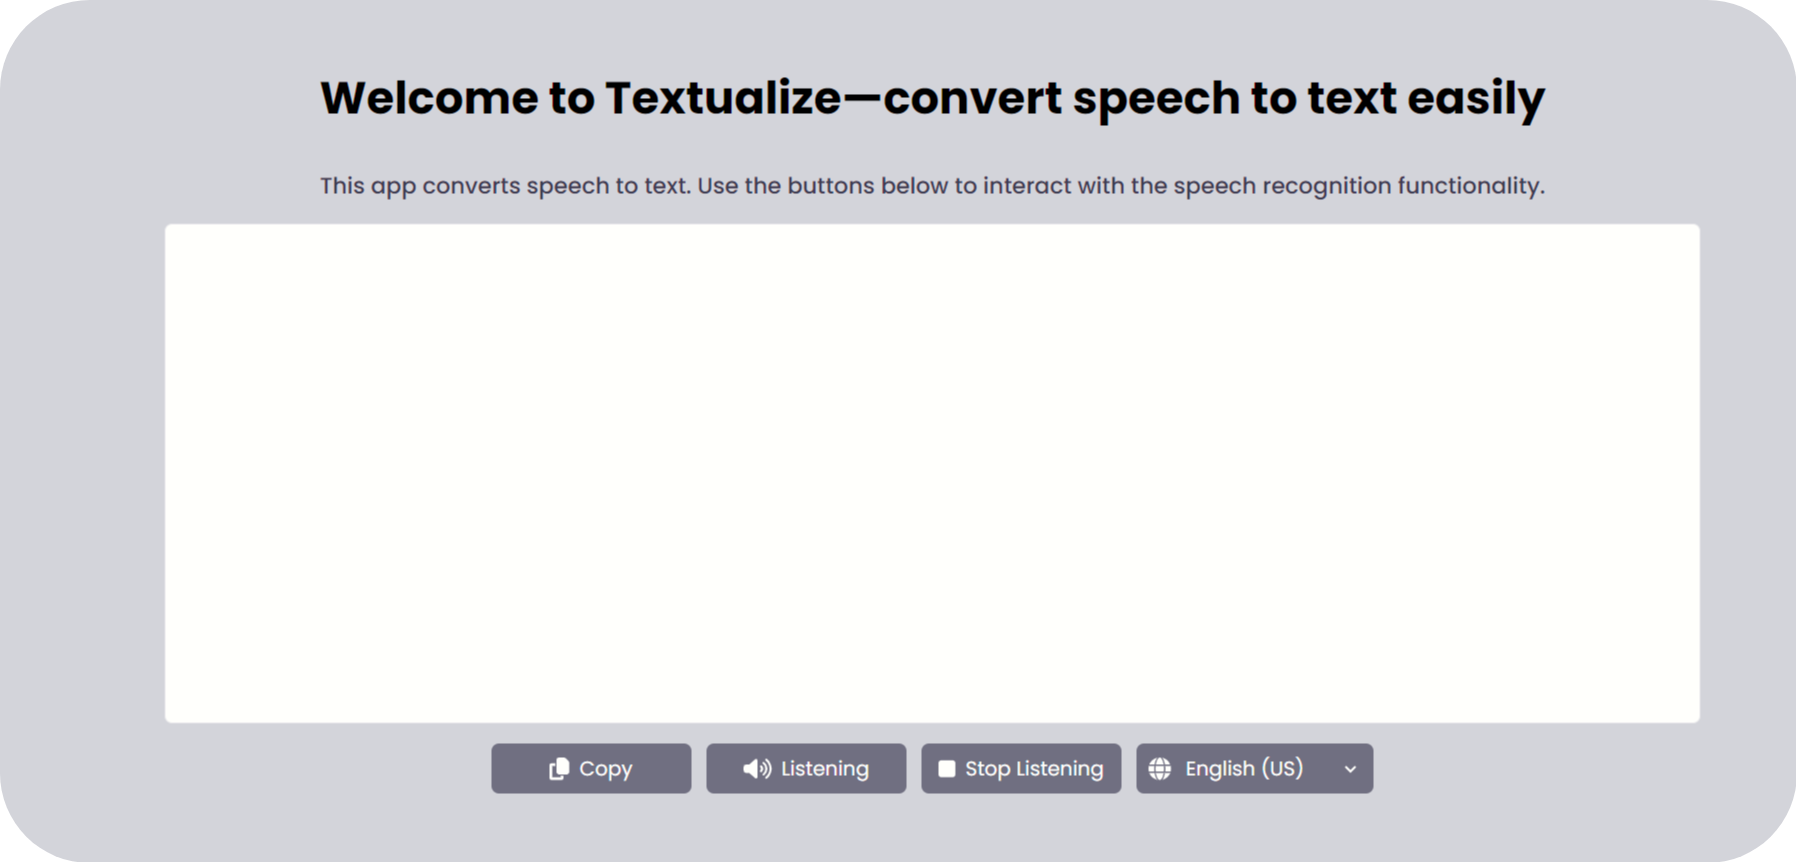 Welcome to Textualize—convert speech to text easily
This app converts speech to text. Use the buttons below to interact with the speech recognition functionality.
Copy
Listening
Stop Listening
English (US)